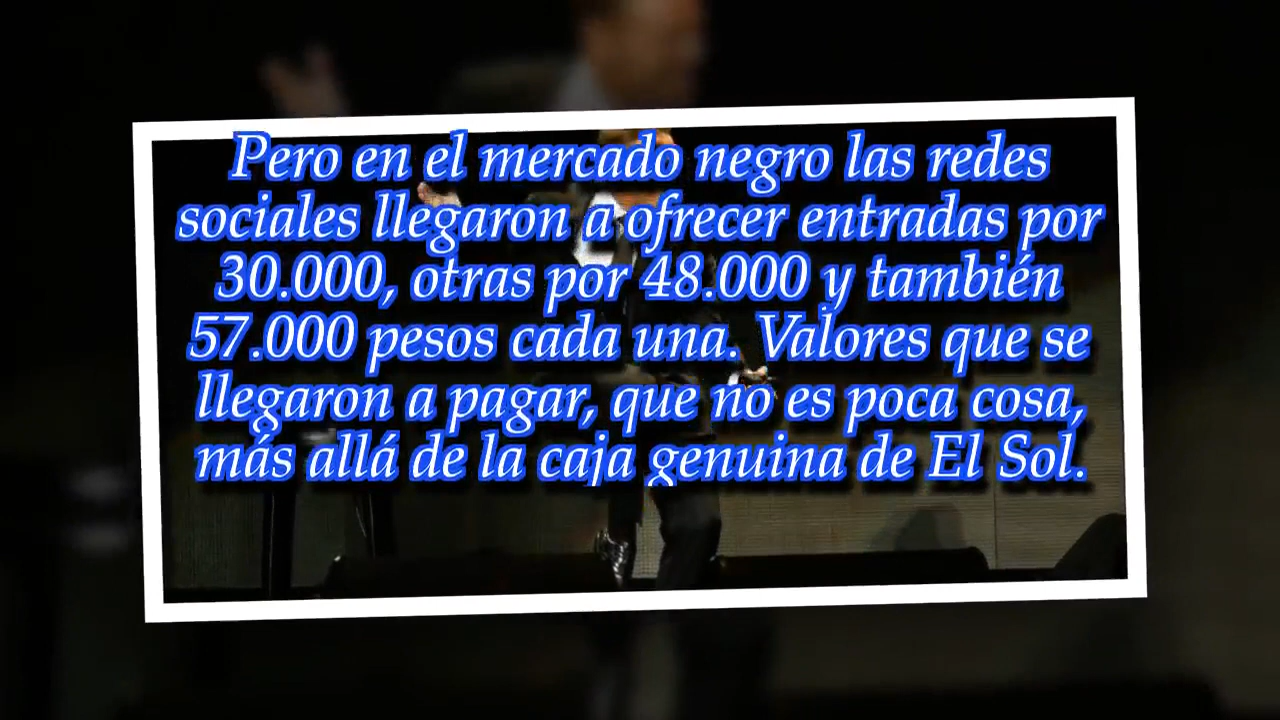 Pero en el mercado negro las redes
sociales llegaron a ofrecer entradas por
30.000, otras por 48.000 y también
57.000 pesos cada una. Valores que se
llegaron a pagar, que no es poca cosa,
más allá de la caja genuina de El Sol.